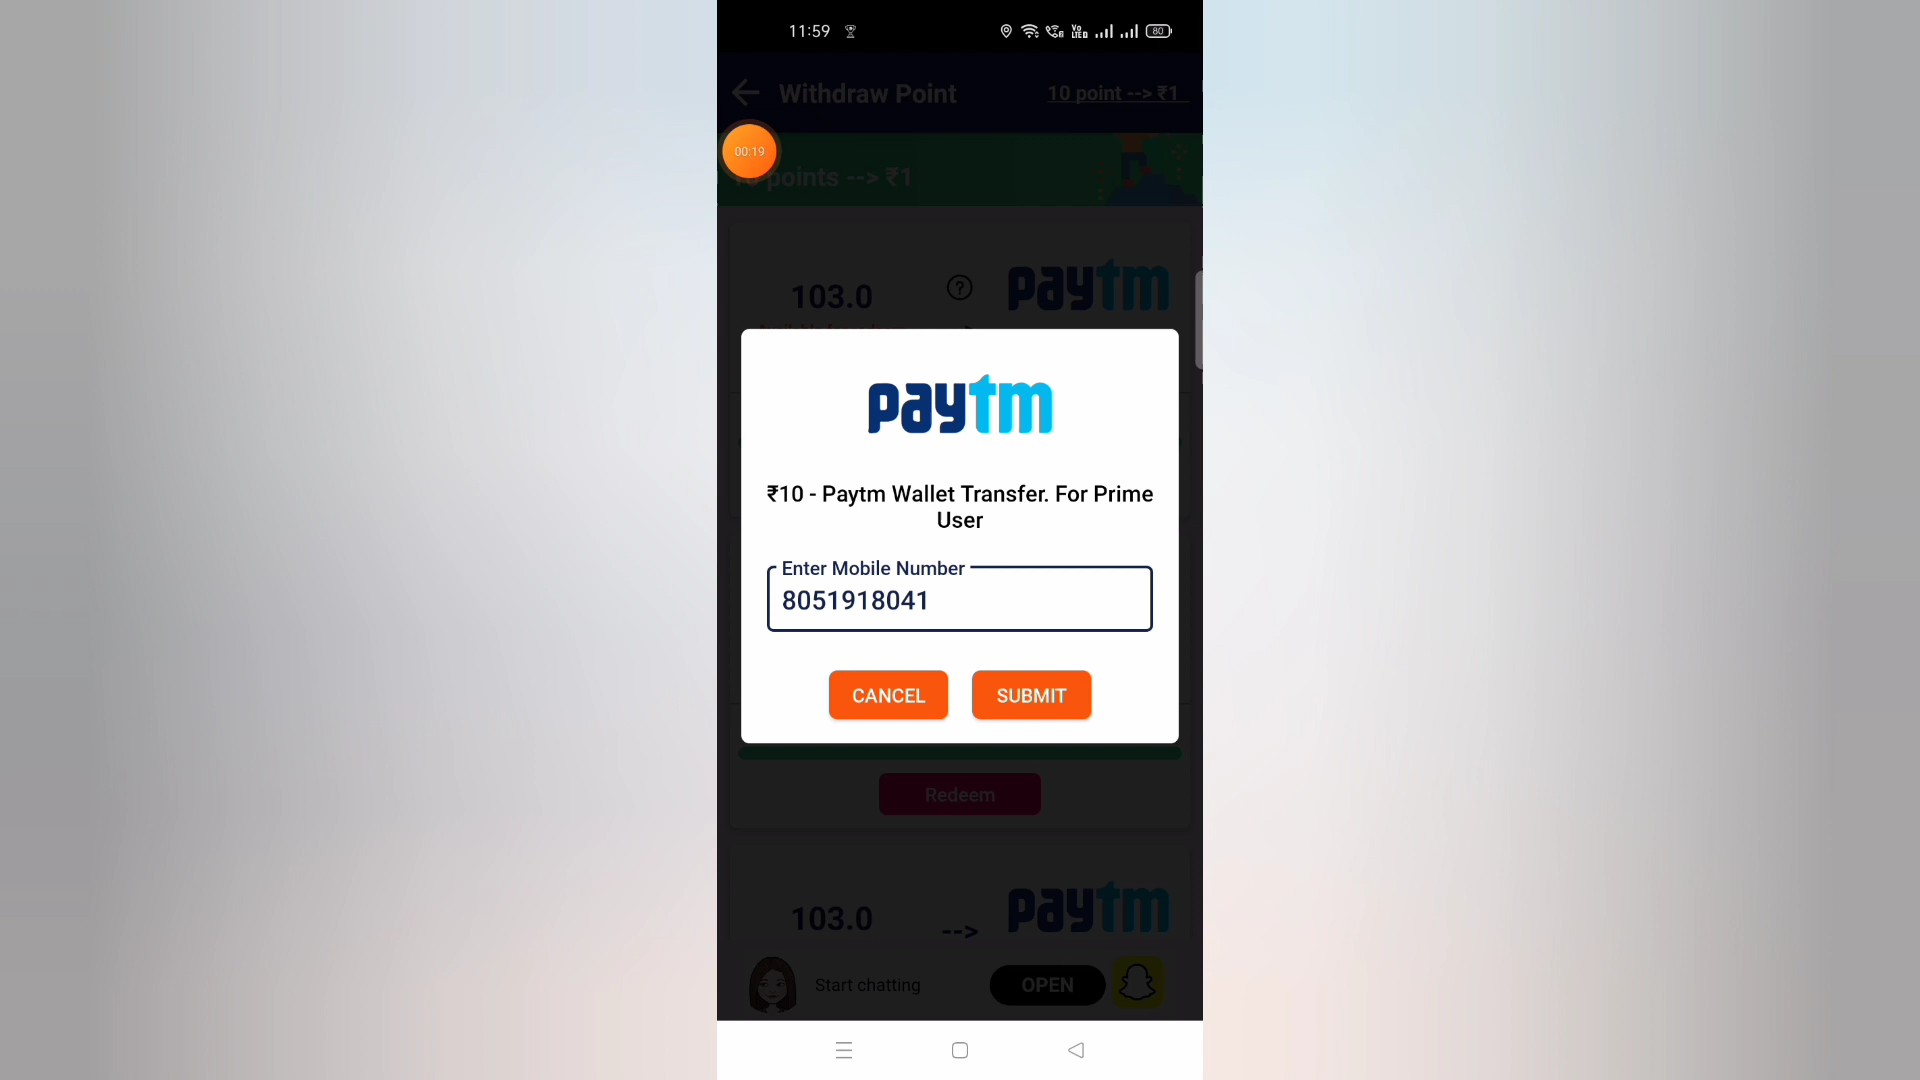 11:59
80
Withdraw Point
10 point --> ₹1
00:19
points --> ₹1
103.0
?
paytm
paytm
₹10 - Paytm Wallet Transfer. For Prime
User
Enter Mobile Number
8051918041
CANCEL
SUBMIT
Redeem
103.0
-->
paytm
Start chatting
OPEN